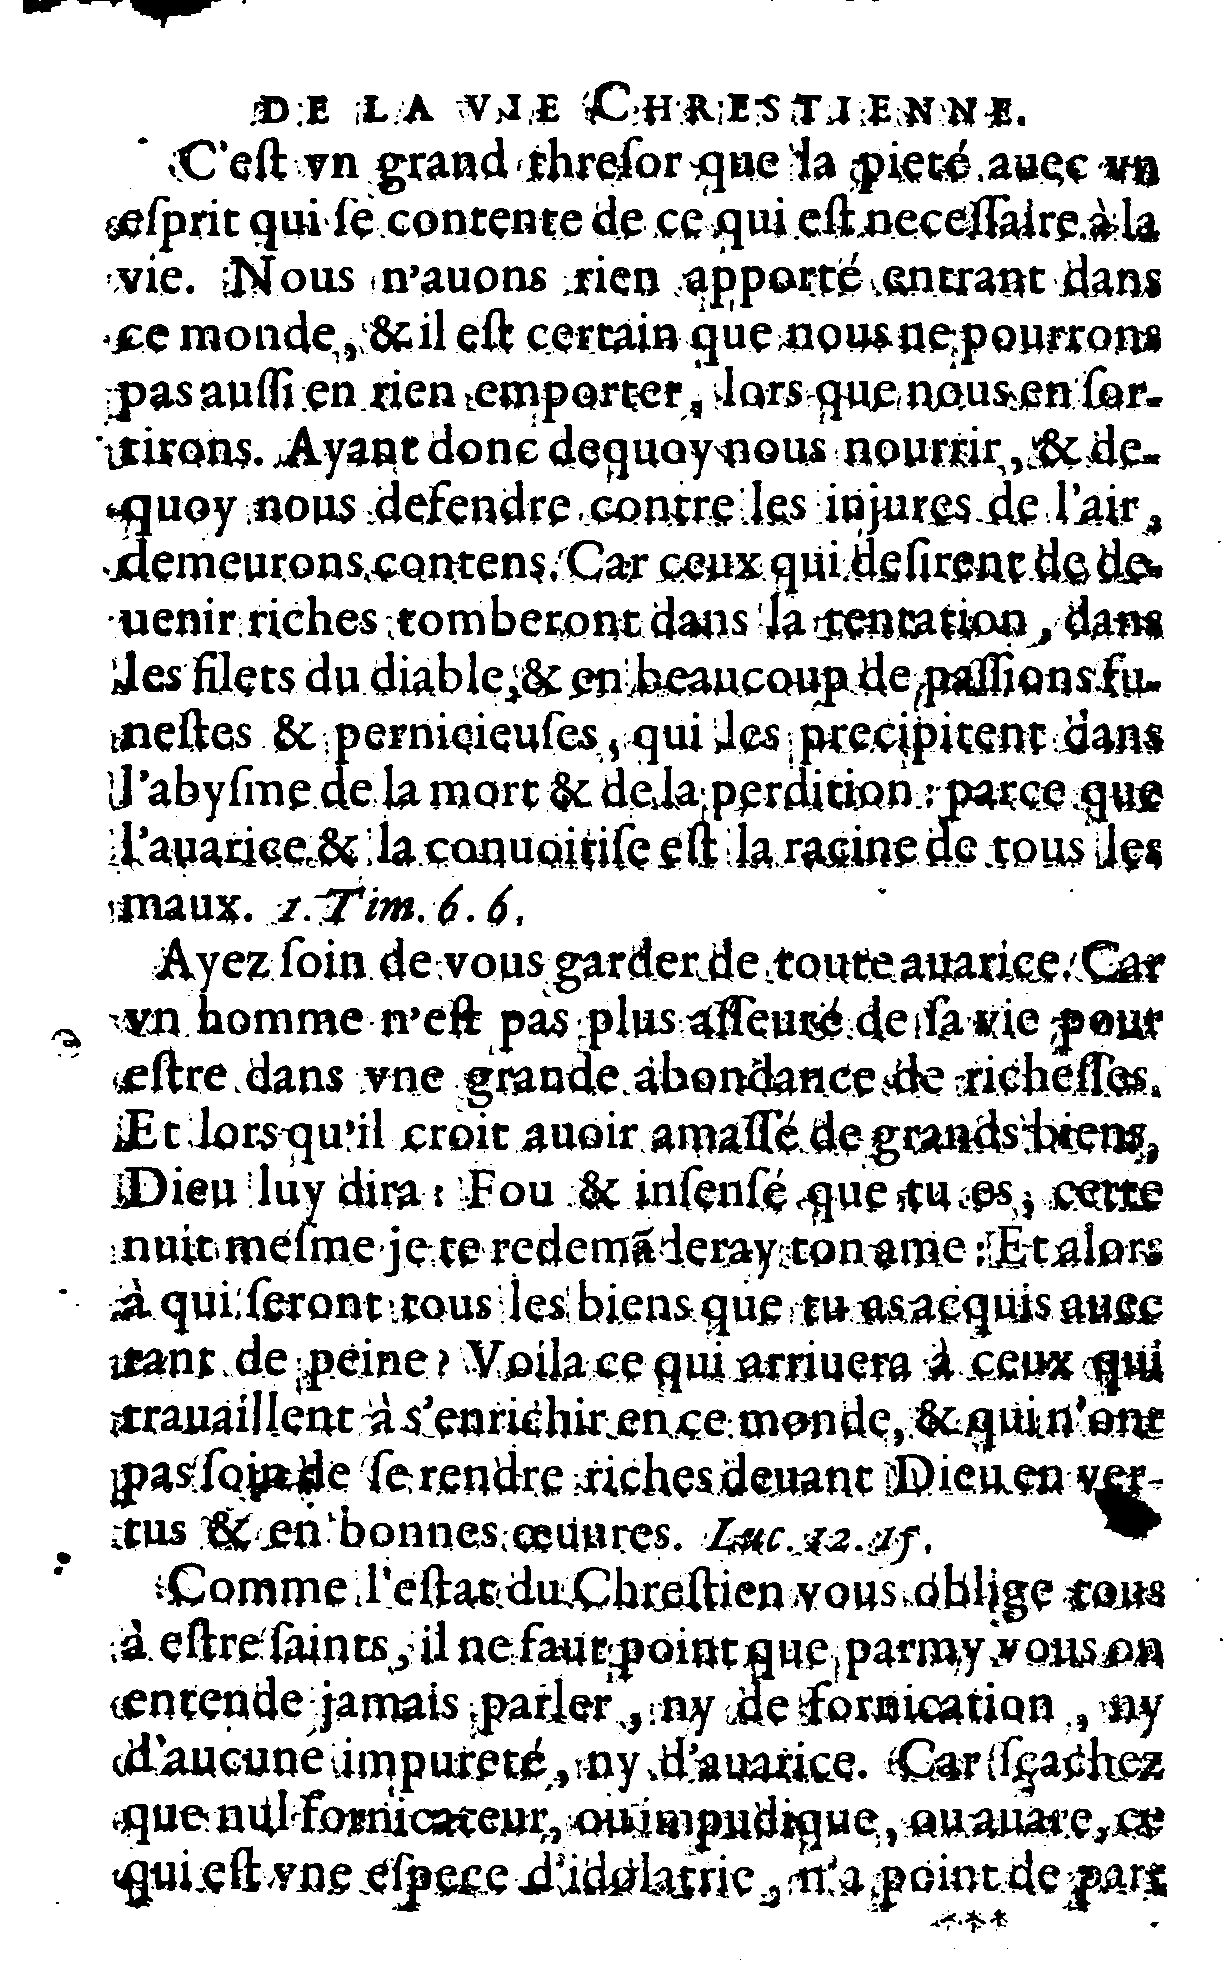 DE LA VIE CHRESTIENNE.
C'eſt vn grand threſor que la pieté auec vn
eſprit qui ſe contente de ce qui eſt neceſſaire à la
vie. Nous n'auons rien apporté entrant dans
ce monde, & il eſt certain que nous ne pourrons
pas auſſi en rien emporter, lors que nous en ſor-
tirons. Ayant donc dequoy nous nourrir, & de-
quoy nous defendre contre les injures de l'air,
demeurons contens. Car ceux qui deſirent de de-
uenir riches tomberont dans la tentation, dans
les filets du diable, & en beaucoup de paſſions fu-
neſtes & pernicieuſes, qui les precipitent dans
l'abyſme de la mort & de la perdition : parce que
l'auarice & la conuoitiſe eſt la racine de tous les
maux. 1. Tim. 6. 6.
Ayez ſoin de vous garder de toute auarice. Car
vn homme n'eſt pas plus aſſeuré de ſa vie pour
eſtre dans vne grande abondance de richeſſes.
Et lors qu'il croit auoir amaſſé de grands biens,
Dieu luy dira : Fou & inſenſé que tu es, cette
nuit meſme je te redemãderay ton ame : Et alors
à qui ſeront tous les biens que tu as acquis auec
tant de peine ? Voila ce qui arriuera à ceux qui
trauaillent à s'enrichir en ce monde, & qui n'ont
pas ſoin de ſe rendre riches deuant Dieu en ver-
tus & en bonnes œuures. Luc. 12. 15.
Comme l'eſtat du Chreſtien vous oblige tous
à eſtre ſaints, il ne faut point que parmy vous on
entende jamais parler, ny de fornication, ny
d'aucune impureté, ny d'auarice. Car ſçachez
que nul fornicateur, ou impudique, ou auare, ce
qui eſt vne eſpece d'idolatrie, n'a point de part
***